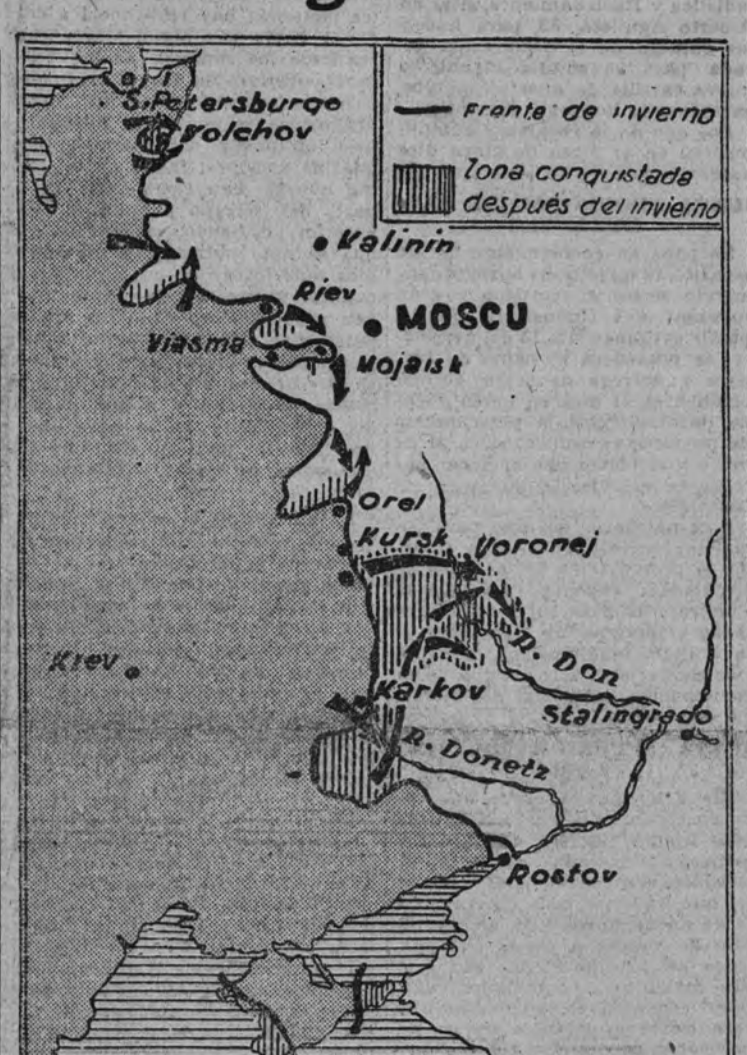 S. Petersburgo
Volchov
Frente de invierno
Zona conquistada
después del invierno
Kalinin
Riev
MOSCU
Viasma
Mojaisk
Orel
Kursk
Voronej
Kiev
R. Don
Karkov
Stalingrado
R. Donetz
Rostov